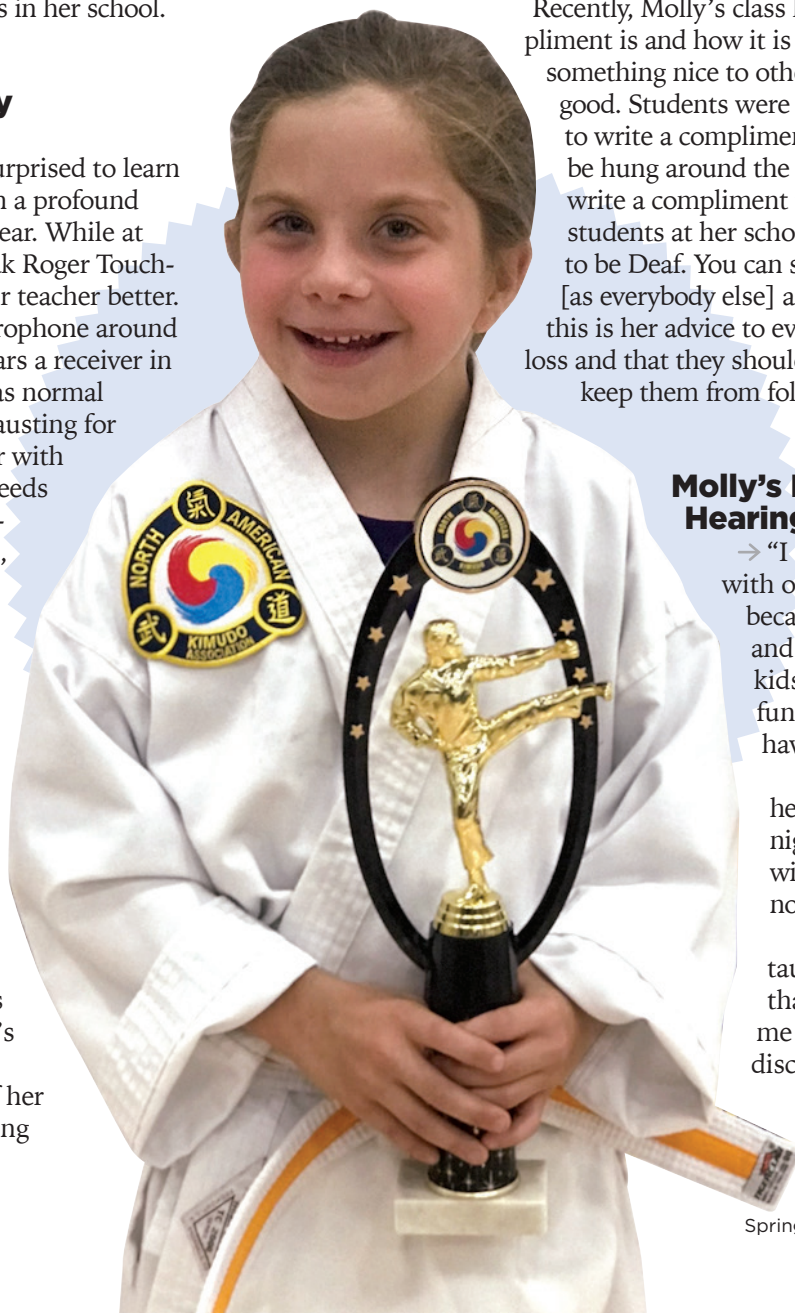 s in her school.
y
urprised to learn
n a profound
ear. While at
k Roger Touch-
r teacher better.
rophone around
ars a receiver in
as normal
austing for
r with
eeds
-
,
s
's
f her
ng
Recently, Molly's class l
pliment is and how it is
something nice to othe
good. Students were
to write a complimen
be hung around the
write a compliment
students at her schoo
to be Deaf. You can s
[as everybody else] a
this is her advice to ev
loss and that they should
keep them from fol
Molly's
Hearing
→ “I
with o
beca
and
kids
fun
hav
he
nig
wi
no
tau
tha
me
disc
Spring
氣
NORTH AMERICAN
武 道
KIMUDO
ASSOCIATION